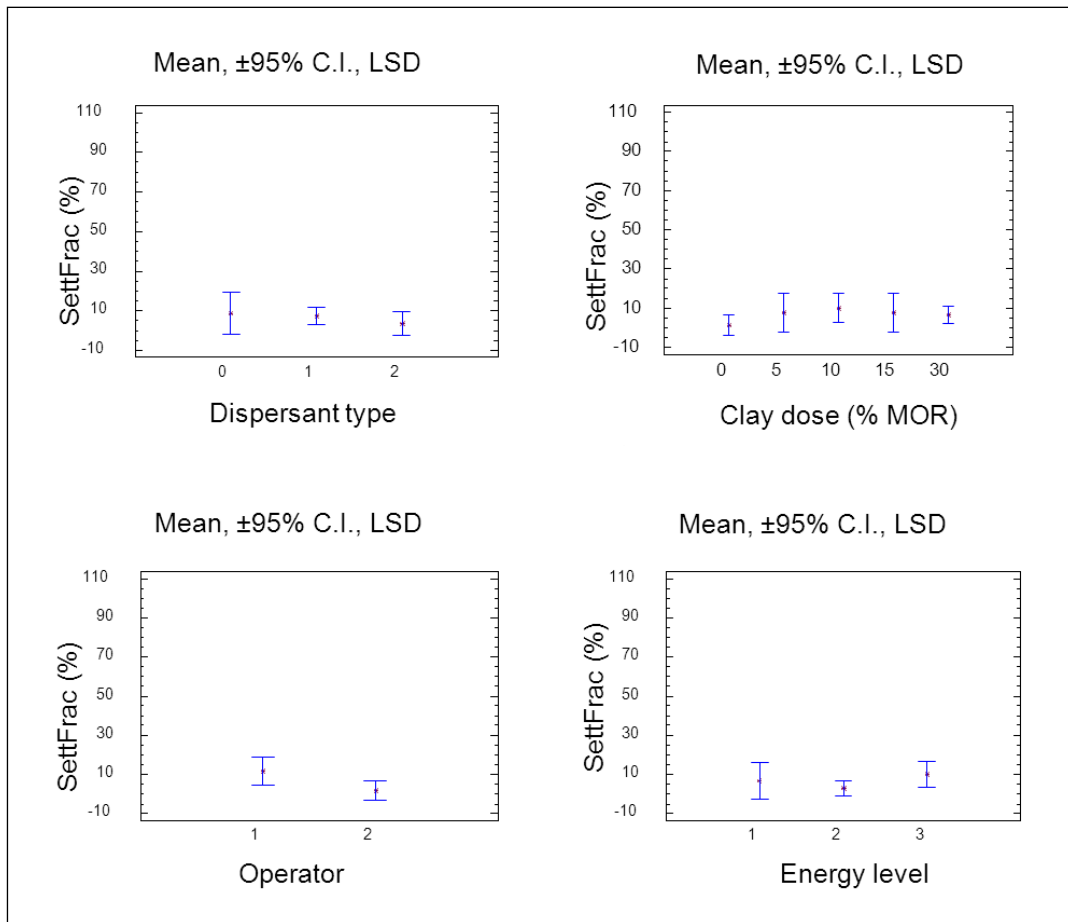 Mean, ±95% C.I., LSD
SettFrac (%)
110
90
70
50
30
10
-10
0 1 2
Dispersant type
Mean, ±95% C.I., LSD
SettFrac (%)
110
90
70
50
30
10
-10
0 5 10 15 30
Clay dose (% MOR)
Mean, ±95% C.I., LSD
SettFrac (%)
110
90
70
50
30
10
-10
1 2
Operator
Mean, ±95% C.I., LSD
SettFrac (%)
110
90
70
50
30
10
-10
1 2 3
Energy level